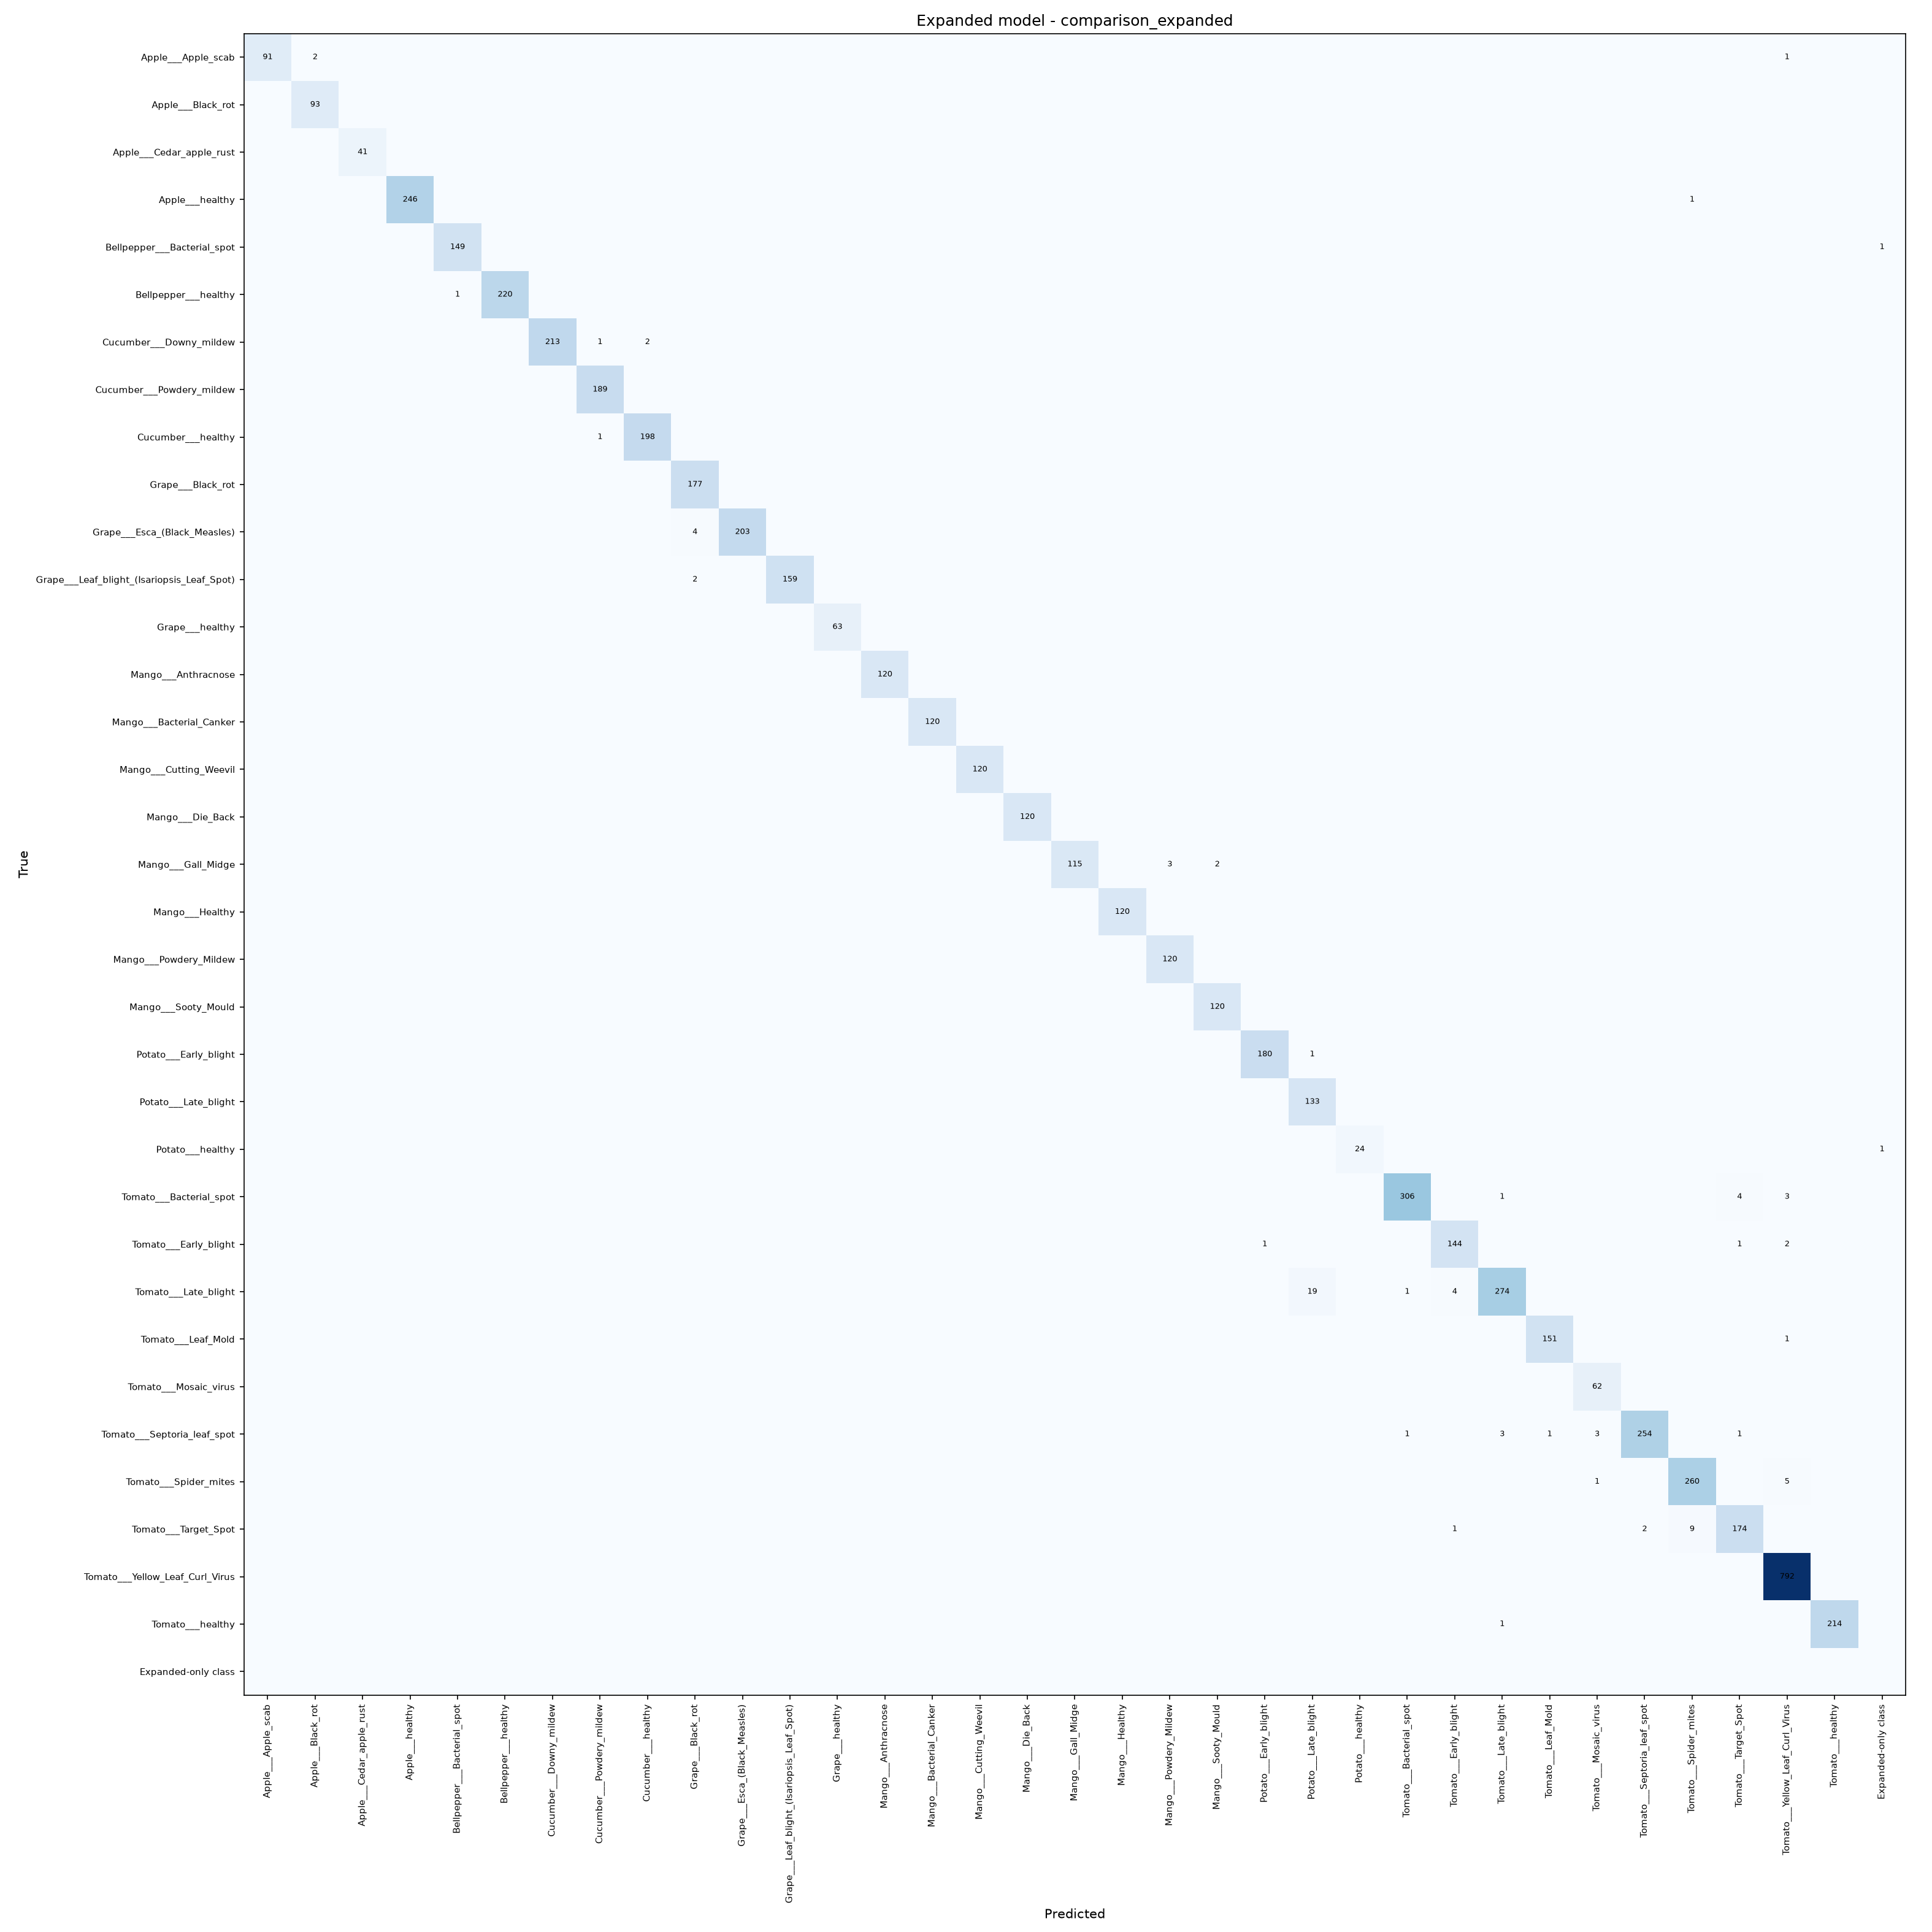 Expanded model - comparison_expanded
Apple___Apple_scab 91 2 1
Apple___Black_rot 93
Apple___Cedar_apple_rust 41
Apple___healthy 246 1
Bellpepper___Bacterial_spot 149 1
Bellpepper___healthy 1 220
Cucumber___Downy_mildew 213 1 2
Cucumber___Powdery_mildew 189
Cucumber___healthy 1 198
Grape___Black_rot 177
Grape___Esca_(Black_Measles) 4 203
Grape___Leaf_blight_(Isariopsis_Leaf_Spot) 2 159
Grape___healthy 63
Mango___Anthracnose 120
Mango___Bacterial_Canker 120
Mango___Cutting_Weevil 120
Mango___Die_Back 120
Mango___Gall_Midge 115 3 2
Mango___Healthy 120
Mango___Powdery_Mildew 120
Mango___Sooty_Mould 120
Potato___Early_blight 180 1
Potato___Late_blight 133
Potato___healthy 24 1
Tomato___Bacterial_spot 306 1 4 3
Tomato___Early_blight 1 144 1 2
Tomato___Late_blight 19 1 4 274
Tomato___Leaf_Mold 151 1
Tomato___Mosaic_virus 62
Tomato___Septoria_leaf_spot 1 3 1 3 254 1
Tomato___Spider_mites 1 260 5
Tomato___Target_Spot 1 2 9 174
Tomato___Yellow_Leaf_Curl_Virus 792
Tomato___healthy 1 214
Expanded-only class
True
Apple___Apple_scab
Apple___Black_rot
Apple___Cedar_apple_rust
Apple___healthy
Bellpepper___Bacterial_spot
Bellpepper___healthy
Cucumber___Downy_mildew
Cucumber___Powdery_mildew
Cucumber___healthy
Grape___Black_rot
Grape___Esca_(Black_Measles)
Grape___Leaf_blight_(Isariopsis_Leaf_Spot)
Grape___healthy
Mango___Anthracnose
Mango___Bacterial_Canker
Mango___Cutting_Weevil
Mango___Die_Back
Mango___Gall_Midge
Mango___Healthy
Mango___Powdery_Mildew
Mango___Sooty_Mould
Potato___Early_blight
Potato___Late_blight
Potato___healthy
Tomato___Bacterial_spot
Tomato___Early_blight
Tomato___Late_blight
Tomato___Leaf_Mold
Tomato___Mosaic_virus
Tomato___Septoria_leaf_spot
Tomato___Spider_mites
Tomato___Target_Spot
Tomato___Yellow_Leaf_Curl_Virus
Tomato___healthy
Expanded-only class
Predicted